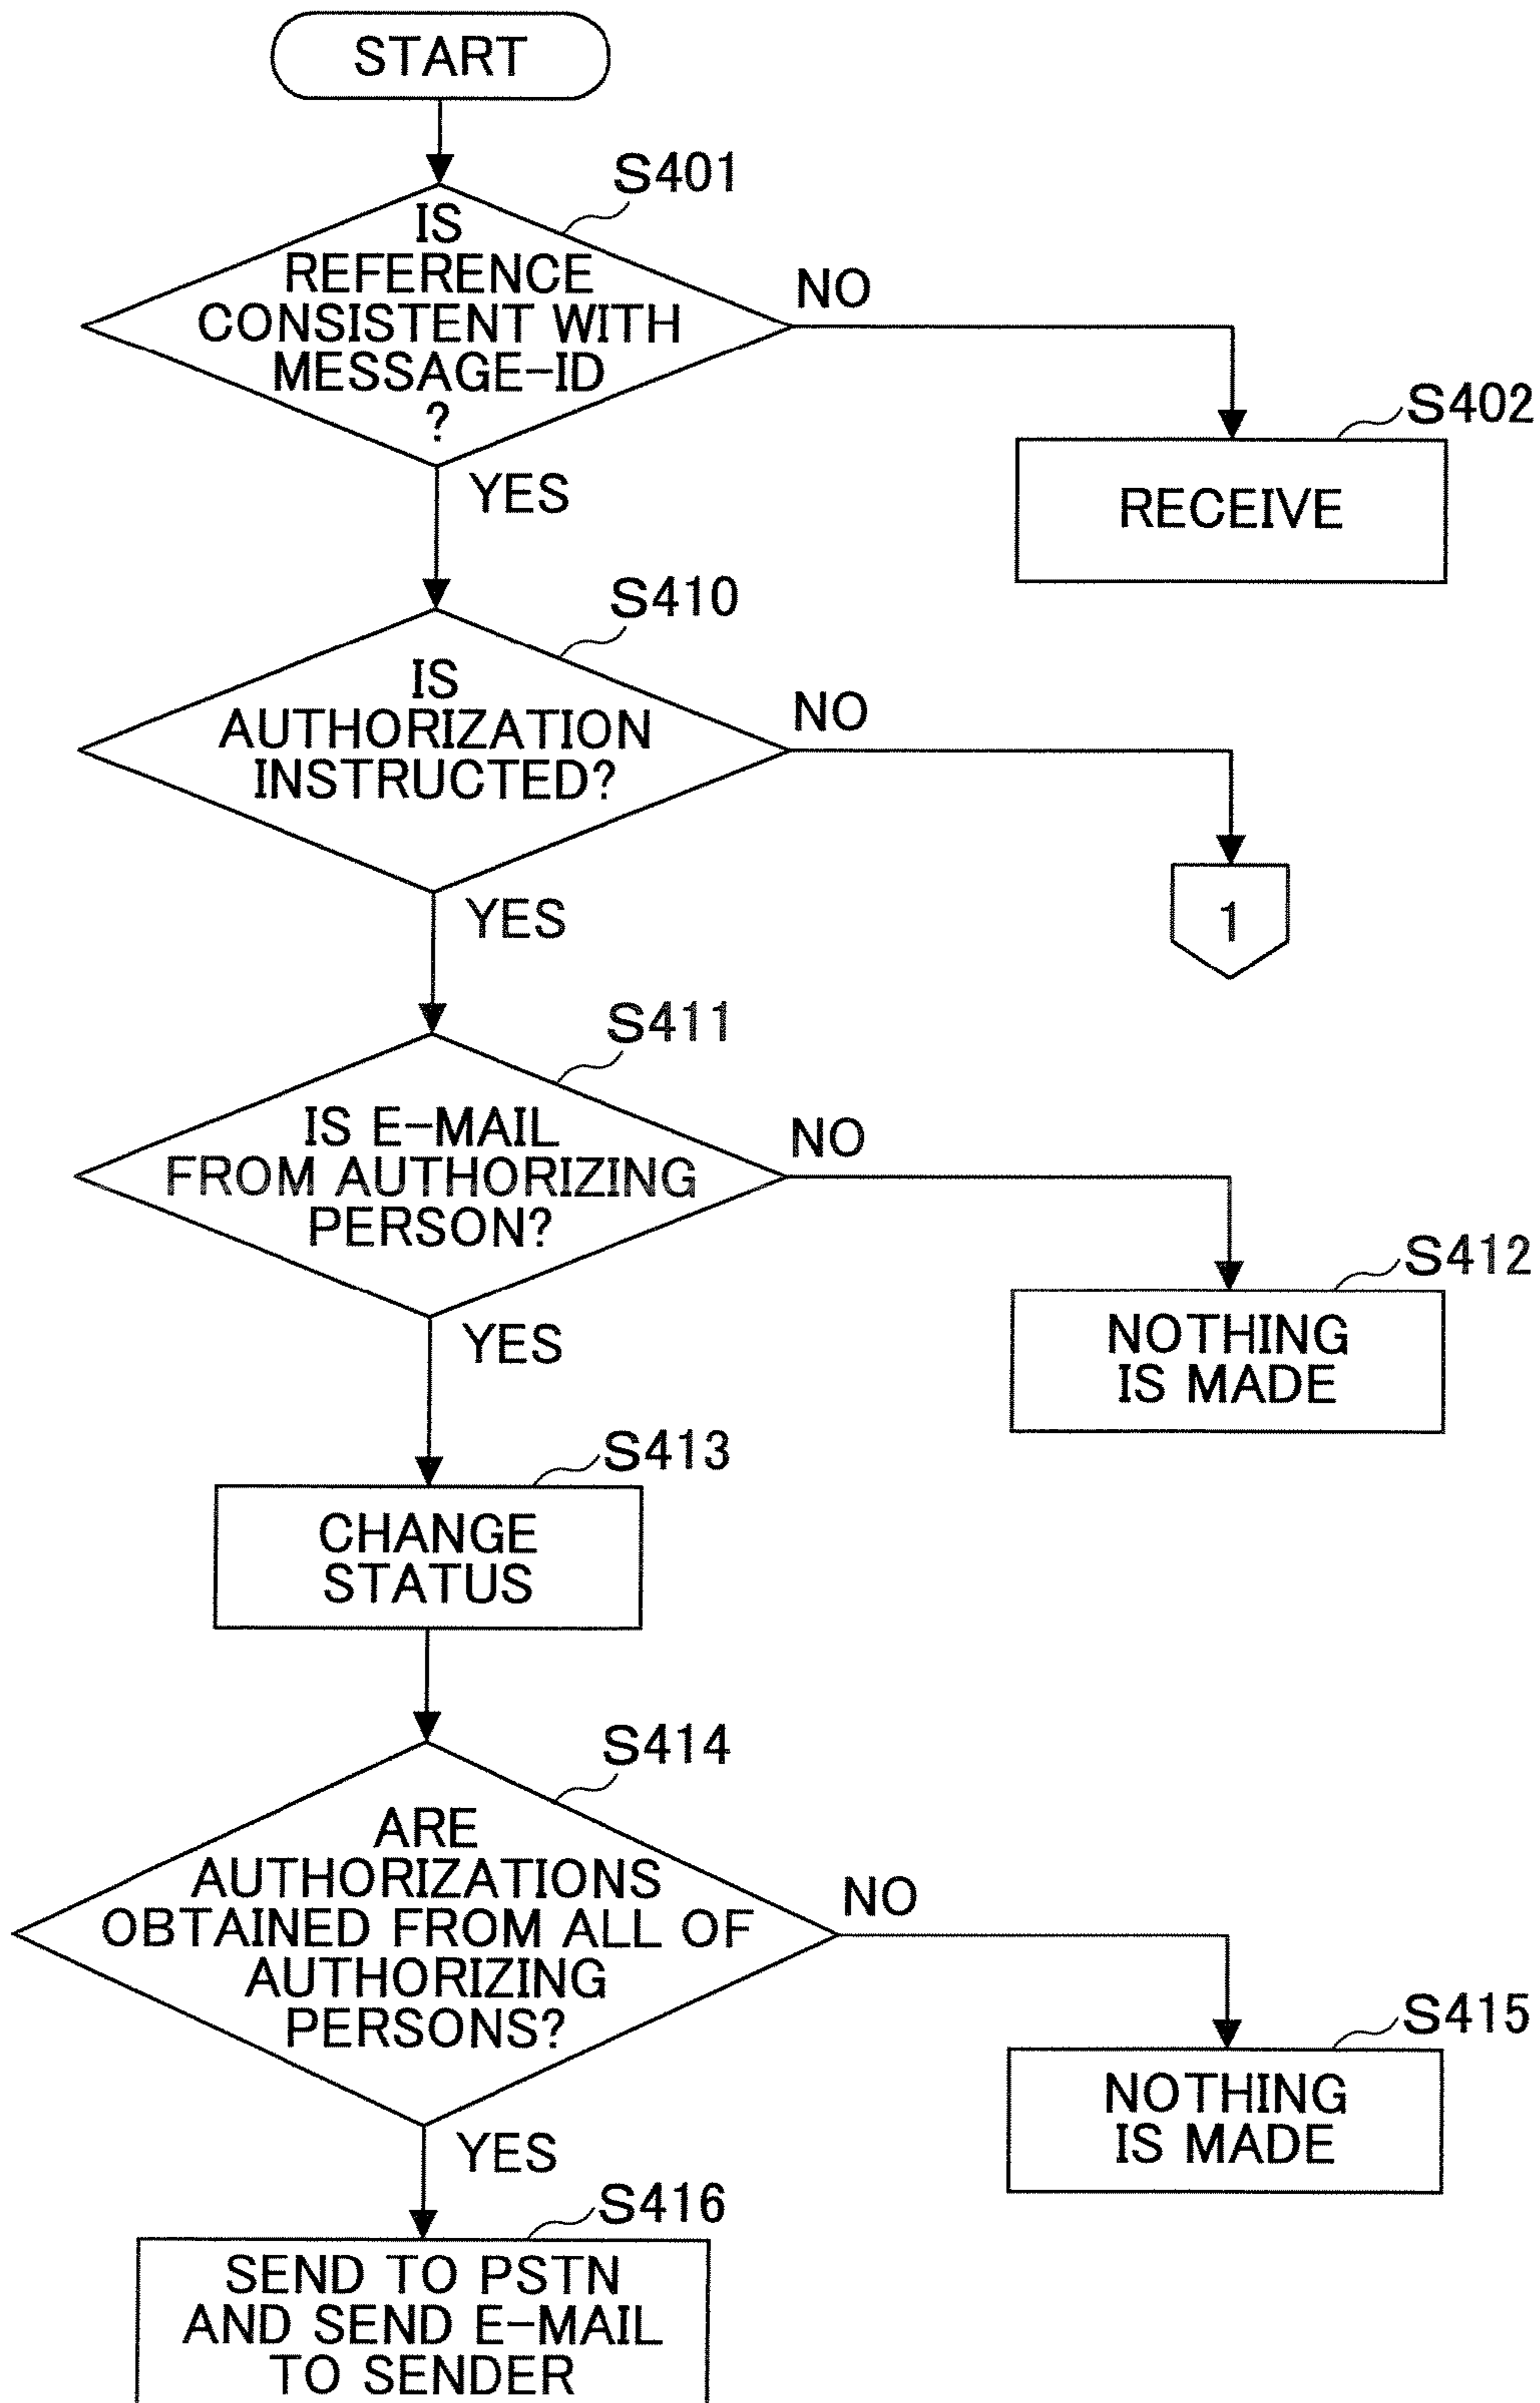 START
S401
IS
REFERENCE
CONSISTENT WITH
MESSAGE-ID
?
NO
YES
S402
RECEIVE
S410
IS
AUTHORIZATION
INSTRUCTED?
NO
YES
1
S411
IS E-MAIL
FROM AUTHORIZING
PERSON?
NO
YES
S412
NOTHING
IS MADE
S413
CHANGE
STATUS
S414
ARE
AUTHORIZATIONS
OBTAINED FROM ALL OF
AUTHORIZING
PERSONS?
NO
YES
S415
NOTHING
IS MADE
S416
SEND TO PSTN
AND SEND E-MAIL
TO SENDER